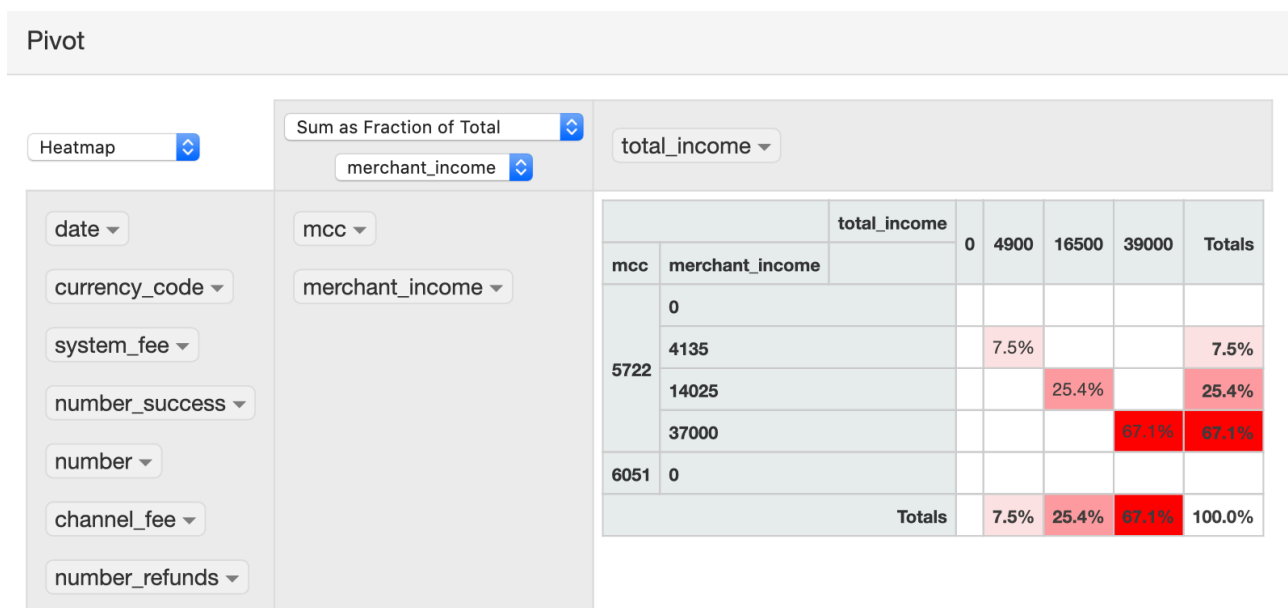 Pivot
Heatmap
Sum as Fraction of Total
merchant_income
total_income
date
currency_code
system_fee
number_success
number
channel_fee
number_refunds
mcc
merchant_income
total_income 0 4900 16500 39000 Totals
mcc merchant_income
5722 0
4135 7.5% 7.5%
14025 25.4% 25.4%
37000 67.1% 67.1%
6051 0
Totals 7.5% 25.4% 67.1% 100.0%